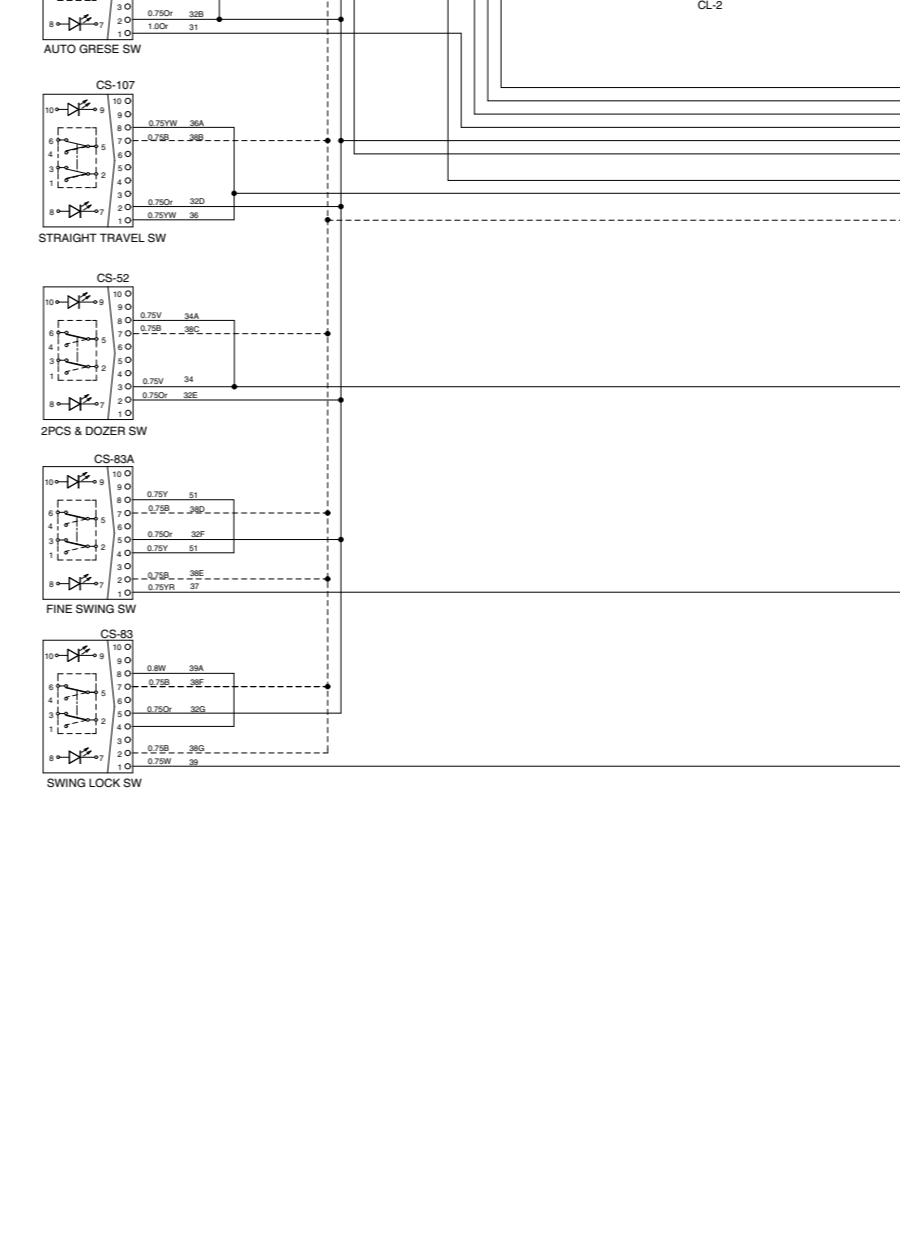 CL-2
3
0.75Or 32B
8 7 2
1.0Or 31
1
AUTO GRESE SW
CS-107
10
10 9
9
0.75YW 36A
8
6 0.75B 38B
5 7
4 6
3 5
2
1 4
3
0.75Or 32D
8 7 2
0.75YW 36
1
STRAIGHT TRAVEL SW
CS-52
10
10 9
9
0.75V 34A
8
6 0.75B 38C
5 7
4 6
3 5
2
1 4
0.75V 34
3
0.75Or 32E
8 7 2
1
2PCS & DOZER SW
CS-83A
10
10 9
9
0.75Y 51
8
6 0.75B 38D
5 7
4 6
0.75Or 32F
3 5
2
0.75Y 51
1 4
3
0.75B 38E
8 7 2
0.75YR 37
1
FINE SWING SW
CS-83
10
10 9
9
0.8W 39A
8
6 0.75B 38F
5 7
4 6
0.75Or 32G
3 5
2
1 4
3
0.75B 38G
8 7 2
0.75W 39
1
SWING LOCK SW